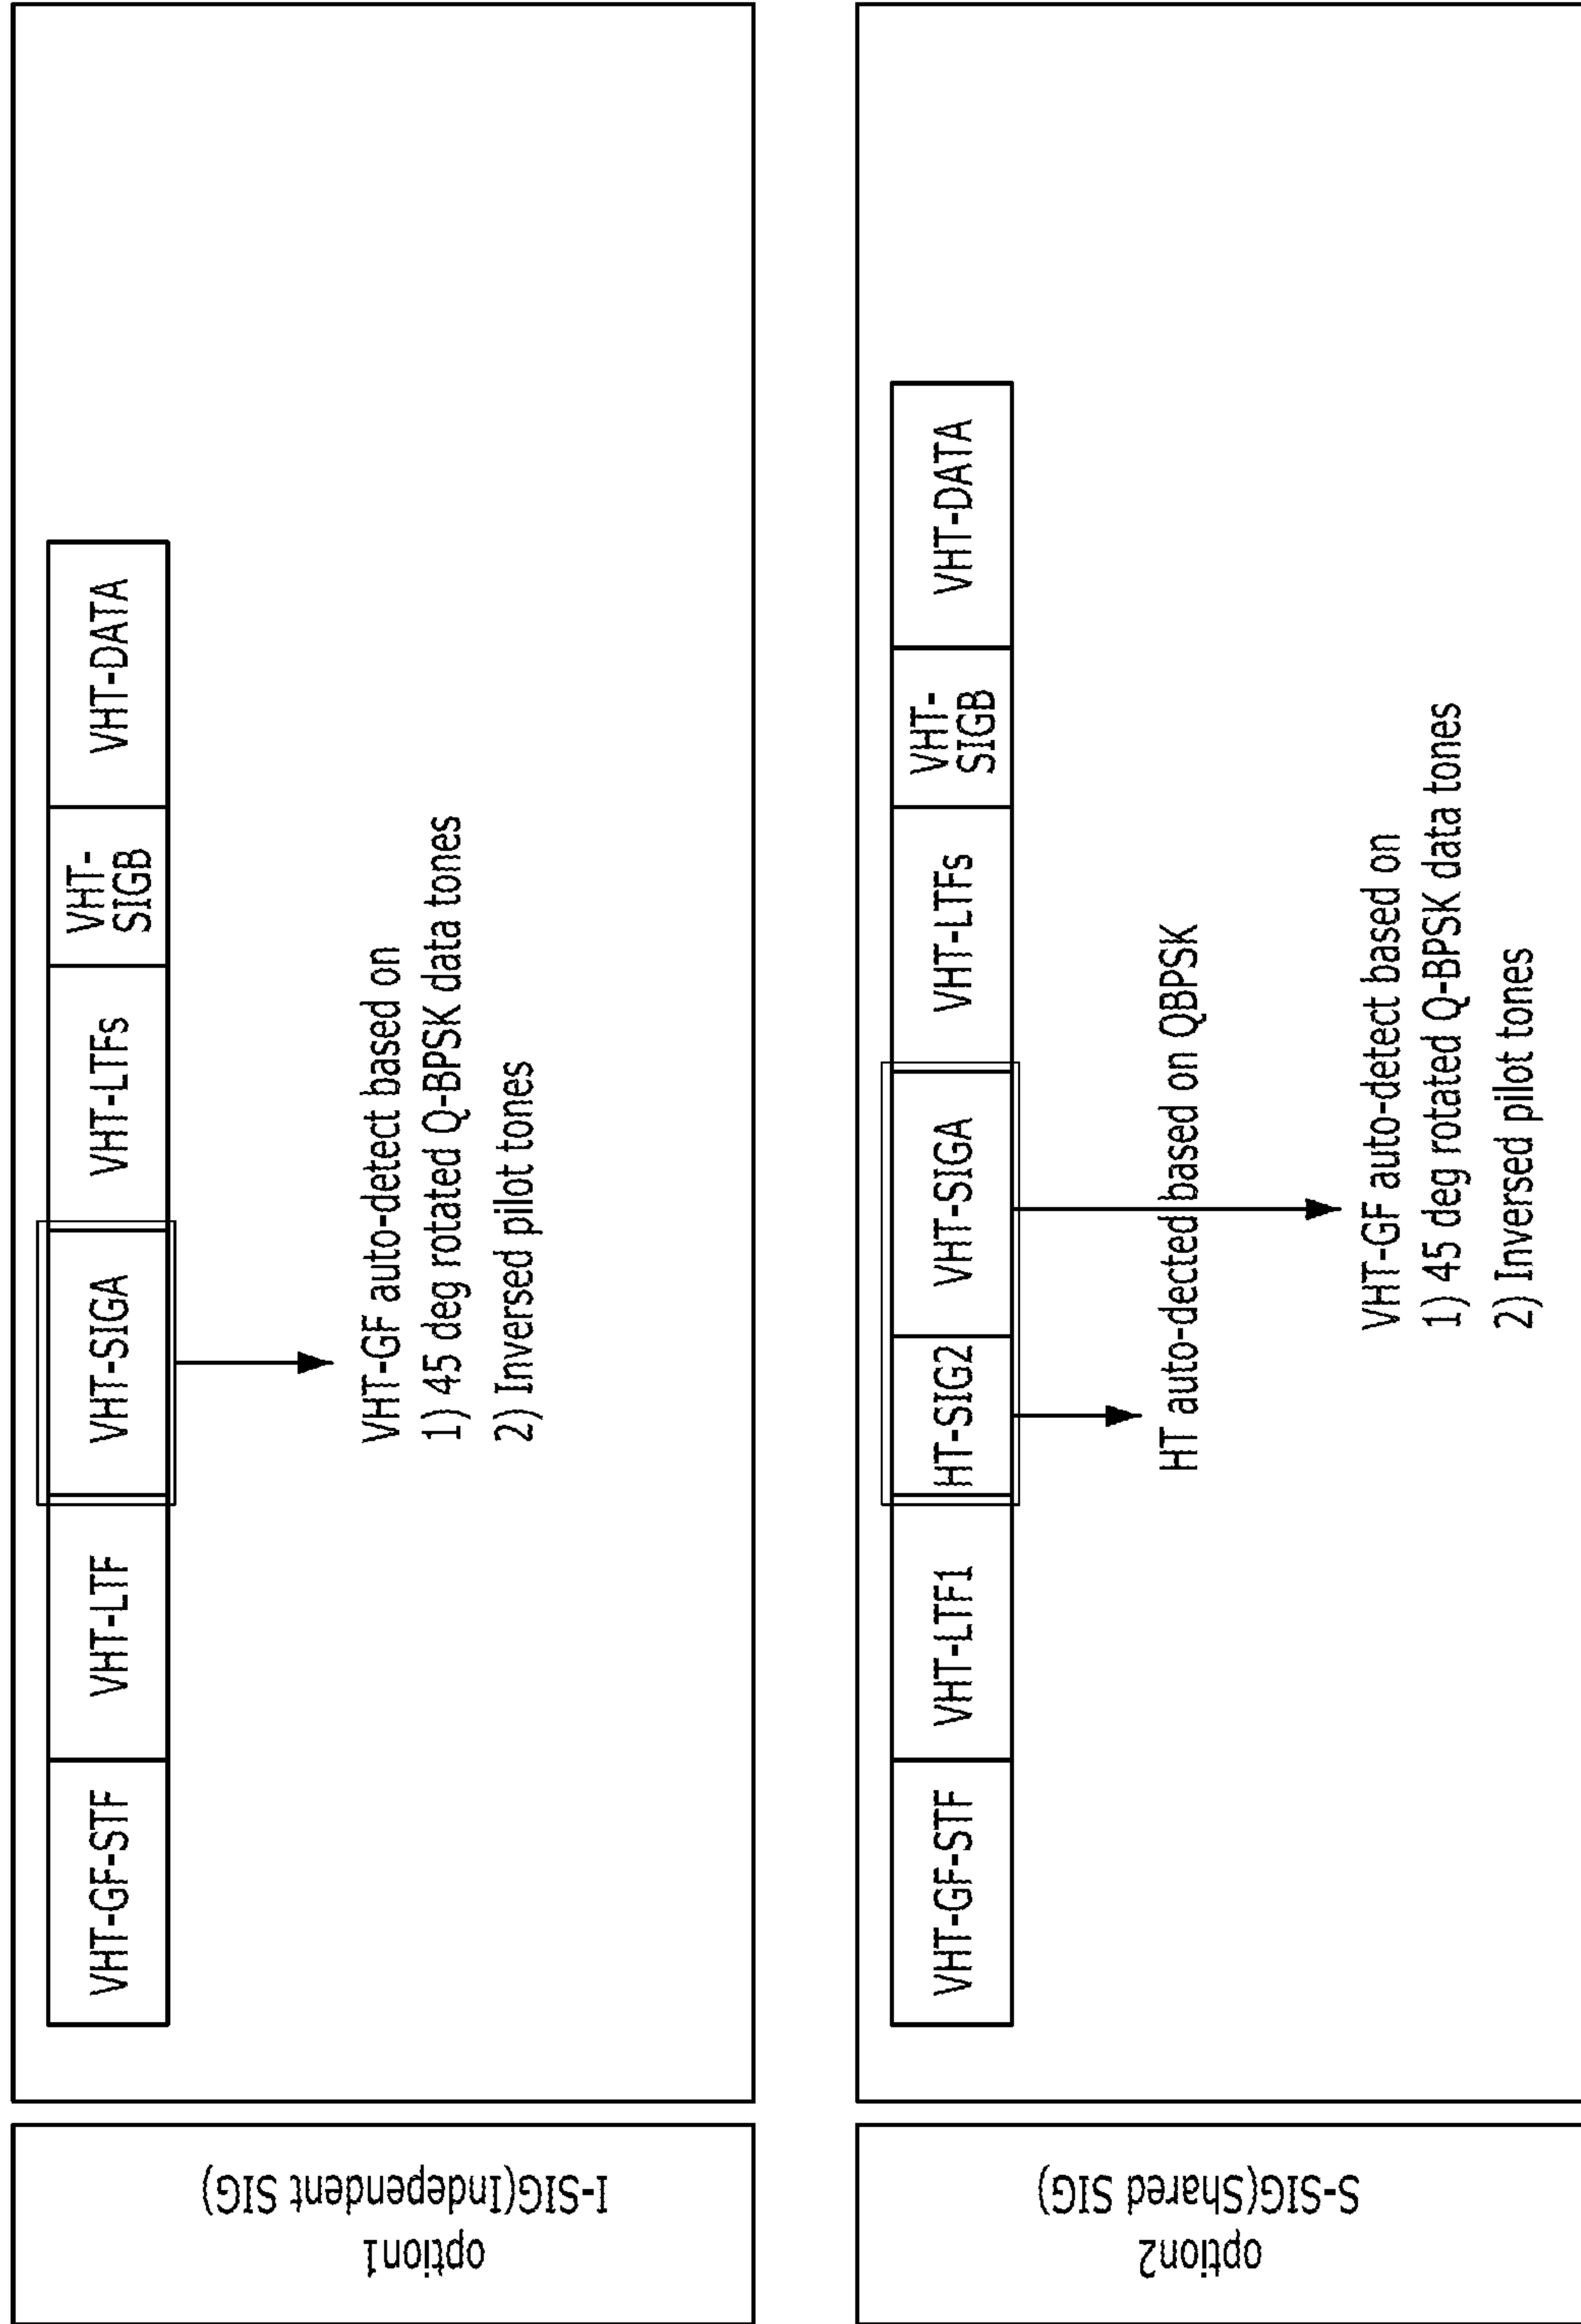 option1
I-SIG(Independent SIG)
VHT-GF-STF
VHT-LTF
VHT-SIGA
VHT-LTFs
VHT-
SIGB
VHT-DATA
VHT-GF auto-detect based on
1) 45 deg rotated Q-BPSK data tones
2) Inversed pilot tones
option2
S-SIG(Shared SIG)
VHT-GF-STF
VHT-LTF1
HT-SIG2
VHT-SIGA
VHT-LTFs
VHT-
SIGB
VHT-DATA
HT auto-dected based on QBPSK
VHT-GF auto-detect based on
1) 45 deg rotated Q-BPSK data tones
2) Inversed pilot tones